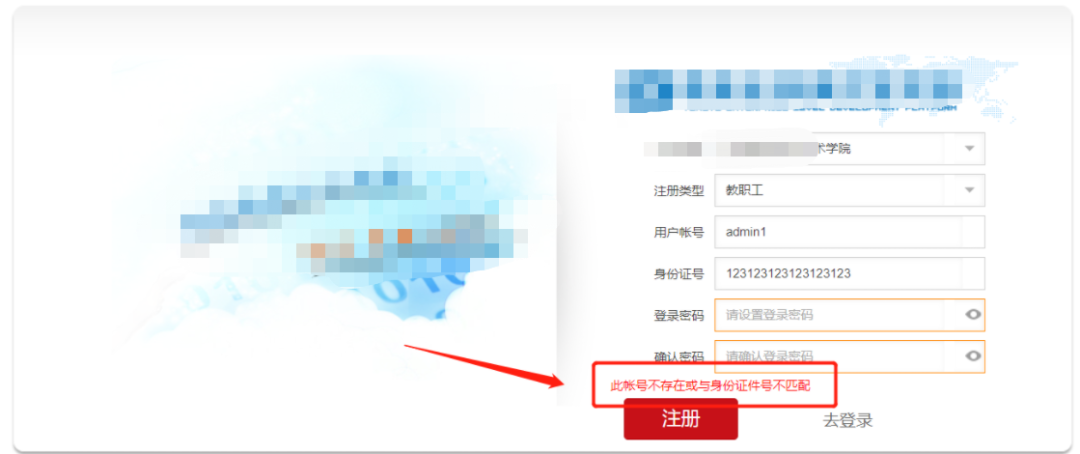 LEVEL DEVELOPMENT PLATFORM
术学院
注册类型 教职工
用户帐号 admin1
身份证号 123123123123123123
登录密码 请设置登录密码
确认密码 请确认登录密码
此帐号不存在或与身份证件号不匹配
注册 去登录